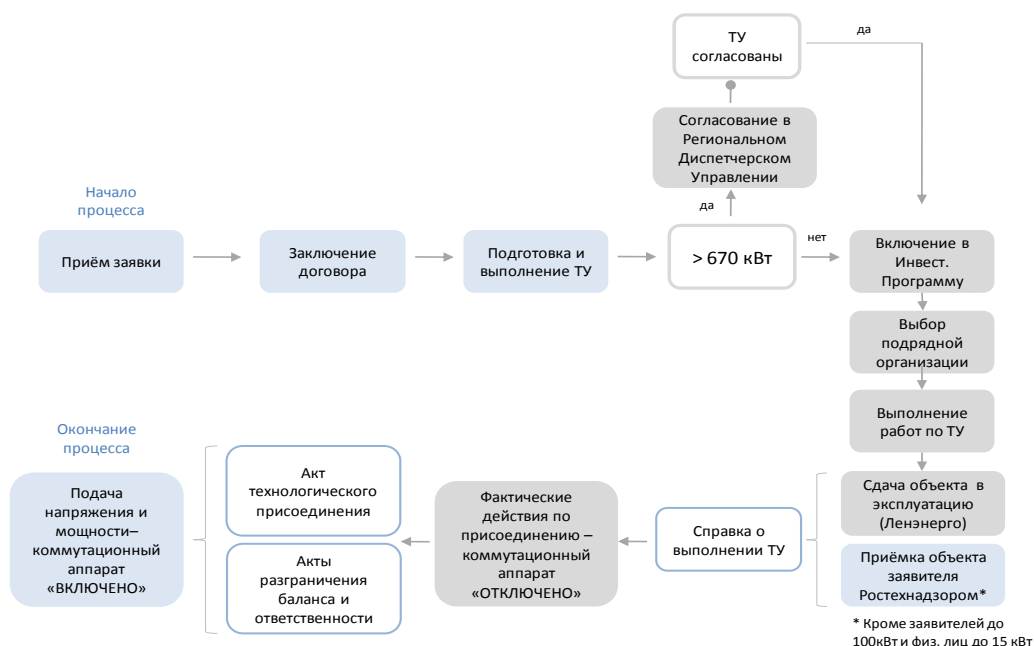 ТУ
согласованы
да
Согласование в
Региональном
Диспетчерском
Управлении
да
Начало
процесса
Приём заявки
Заключение
договора
Подготовка и
выполнение ТУ
> 670 кВт
нет
Включение в
Инвест.
Программу
Выбор
подрядной
организации
Выполнение
работ по ТУ
Сдача объекта в
эксплуатацию
(Ленэнерго)
Приёмка объекта
заявителя
Ростехнадзором*
* Кроме заявителей до
100кВт и физ. лиц до 15 кВт
Справка о
выполнении ТУ
Фактические
действия по
присоединению –
коммутационный
аппарат
«ОТКЛЮЧЕНО»
Акт
технологического
присоединения
Акты
разграничения
баланса и
ответственности
Окончание
процесса
Подача
напряжения и
мощности–
коммутационный
аппарат
«ВКЛЮЧЕНО»